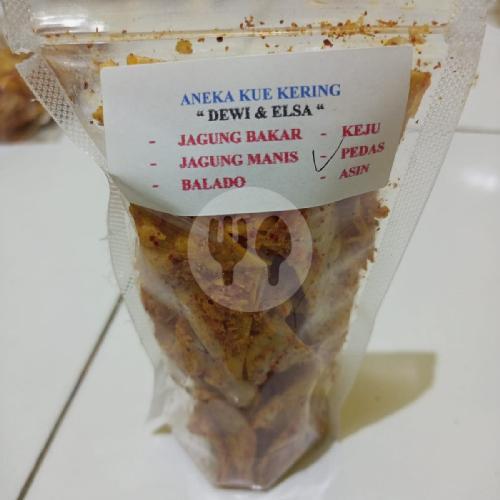 ANEKA KUE KERING
“ DEWI & ELSA “
- JAGUNG BAKAR - KEJU
- JAGUNG MANIS - PEDAS
- BALADO - ASIN